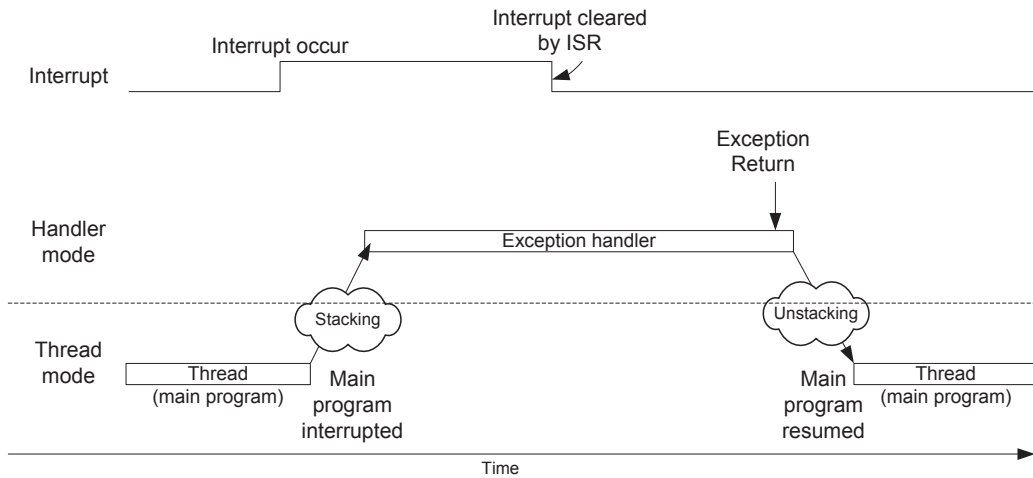 Interrupt cleared
by ISR
Interrupt occur
Interrupt
Exception
Return
Handler
mode
Exception handler
Stacking
Unstacking
Thread
mode
Thread
(main program)
Main
program
interrupted
Main
program
resumed
Thread
(main program)
Time